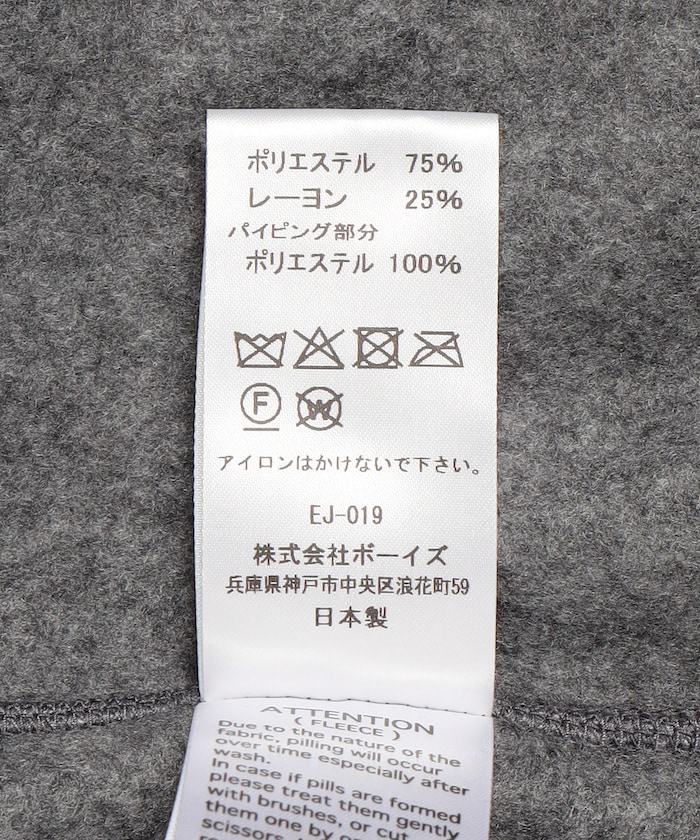 ポリエステル 75%
レーヨン 25%
パイピング部分
ポリエステル 100%
F
W
アイロンはかけないで下さい。
EJ-019
株式会社ボーイズ
兵庫県神戸市中央区浪花町59
日本製
ATTENTION
(FLEECE)
Due to the nature of the
fabric, pilling will occur
over time especially after
wash.
In case if pills are formed
please treat them gently
with brushes, or cut
them one by
scissors